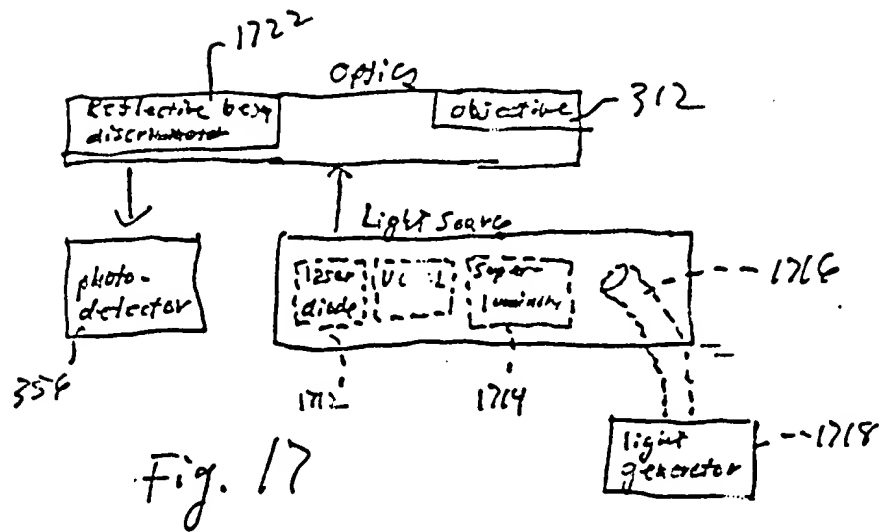 1722
Optics
Reflective beam
discriminator
objective
312
Light Source
photo-
detector
laser
diode
Super
luminosity
1716
354
1712
1714
light
generator
1718
Fig. 17